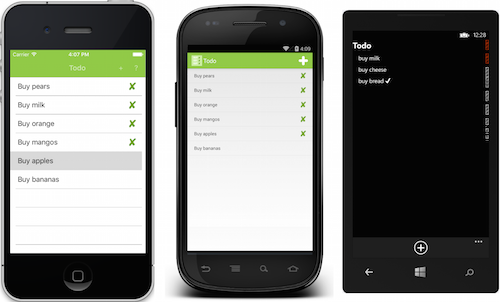 Carrier 4:07 PM
Todo + ?
Buy pears
Buy milk
Buy orange
Buy mangos
Buy apples
Buy bananas
4:09
Todo
Buy pears
Buy milk
Buy orange
Buy mangos
Buy apples
Buy bananas
12:28
Todo
buy milk
buy cheese
buy bread